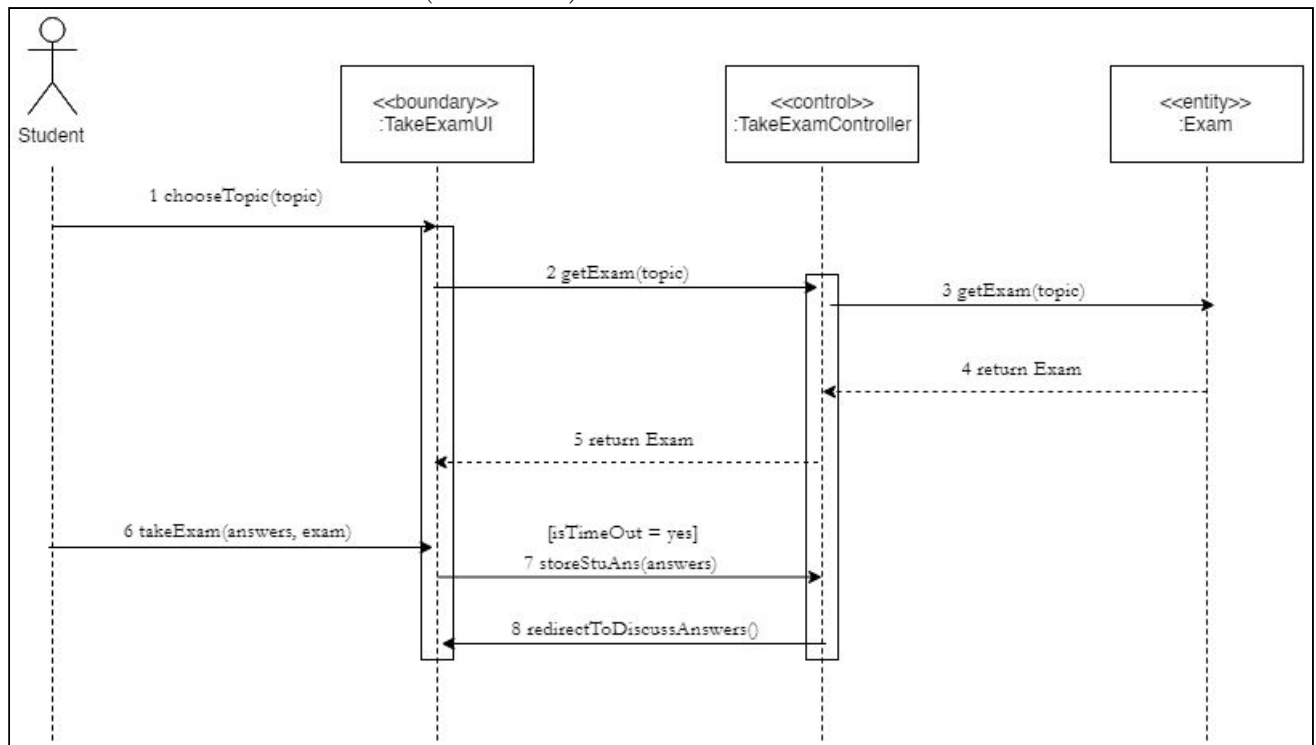 Student
<<boundary>>
:TakeExamUI
<<control>>
:TakeExamController
<<entity>>
:Exam
1 chooseTopic(topic)
2 getExam(topic)
3 getExam(topic)
4 return Exam
5 return Exam
6 takeExam(answers, exam)
[isTimeOut = yes]
7 storeStuAns(answers)
8 redirectToDiscussAnswers()